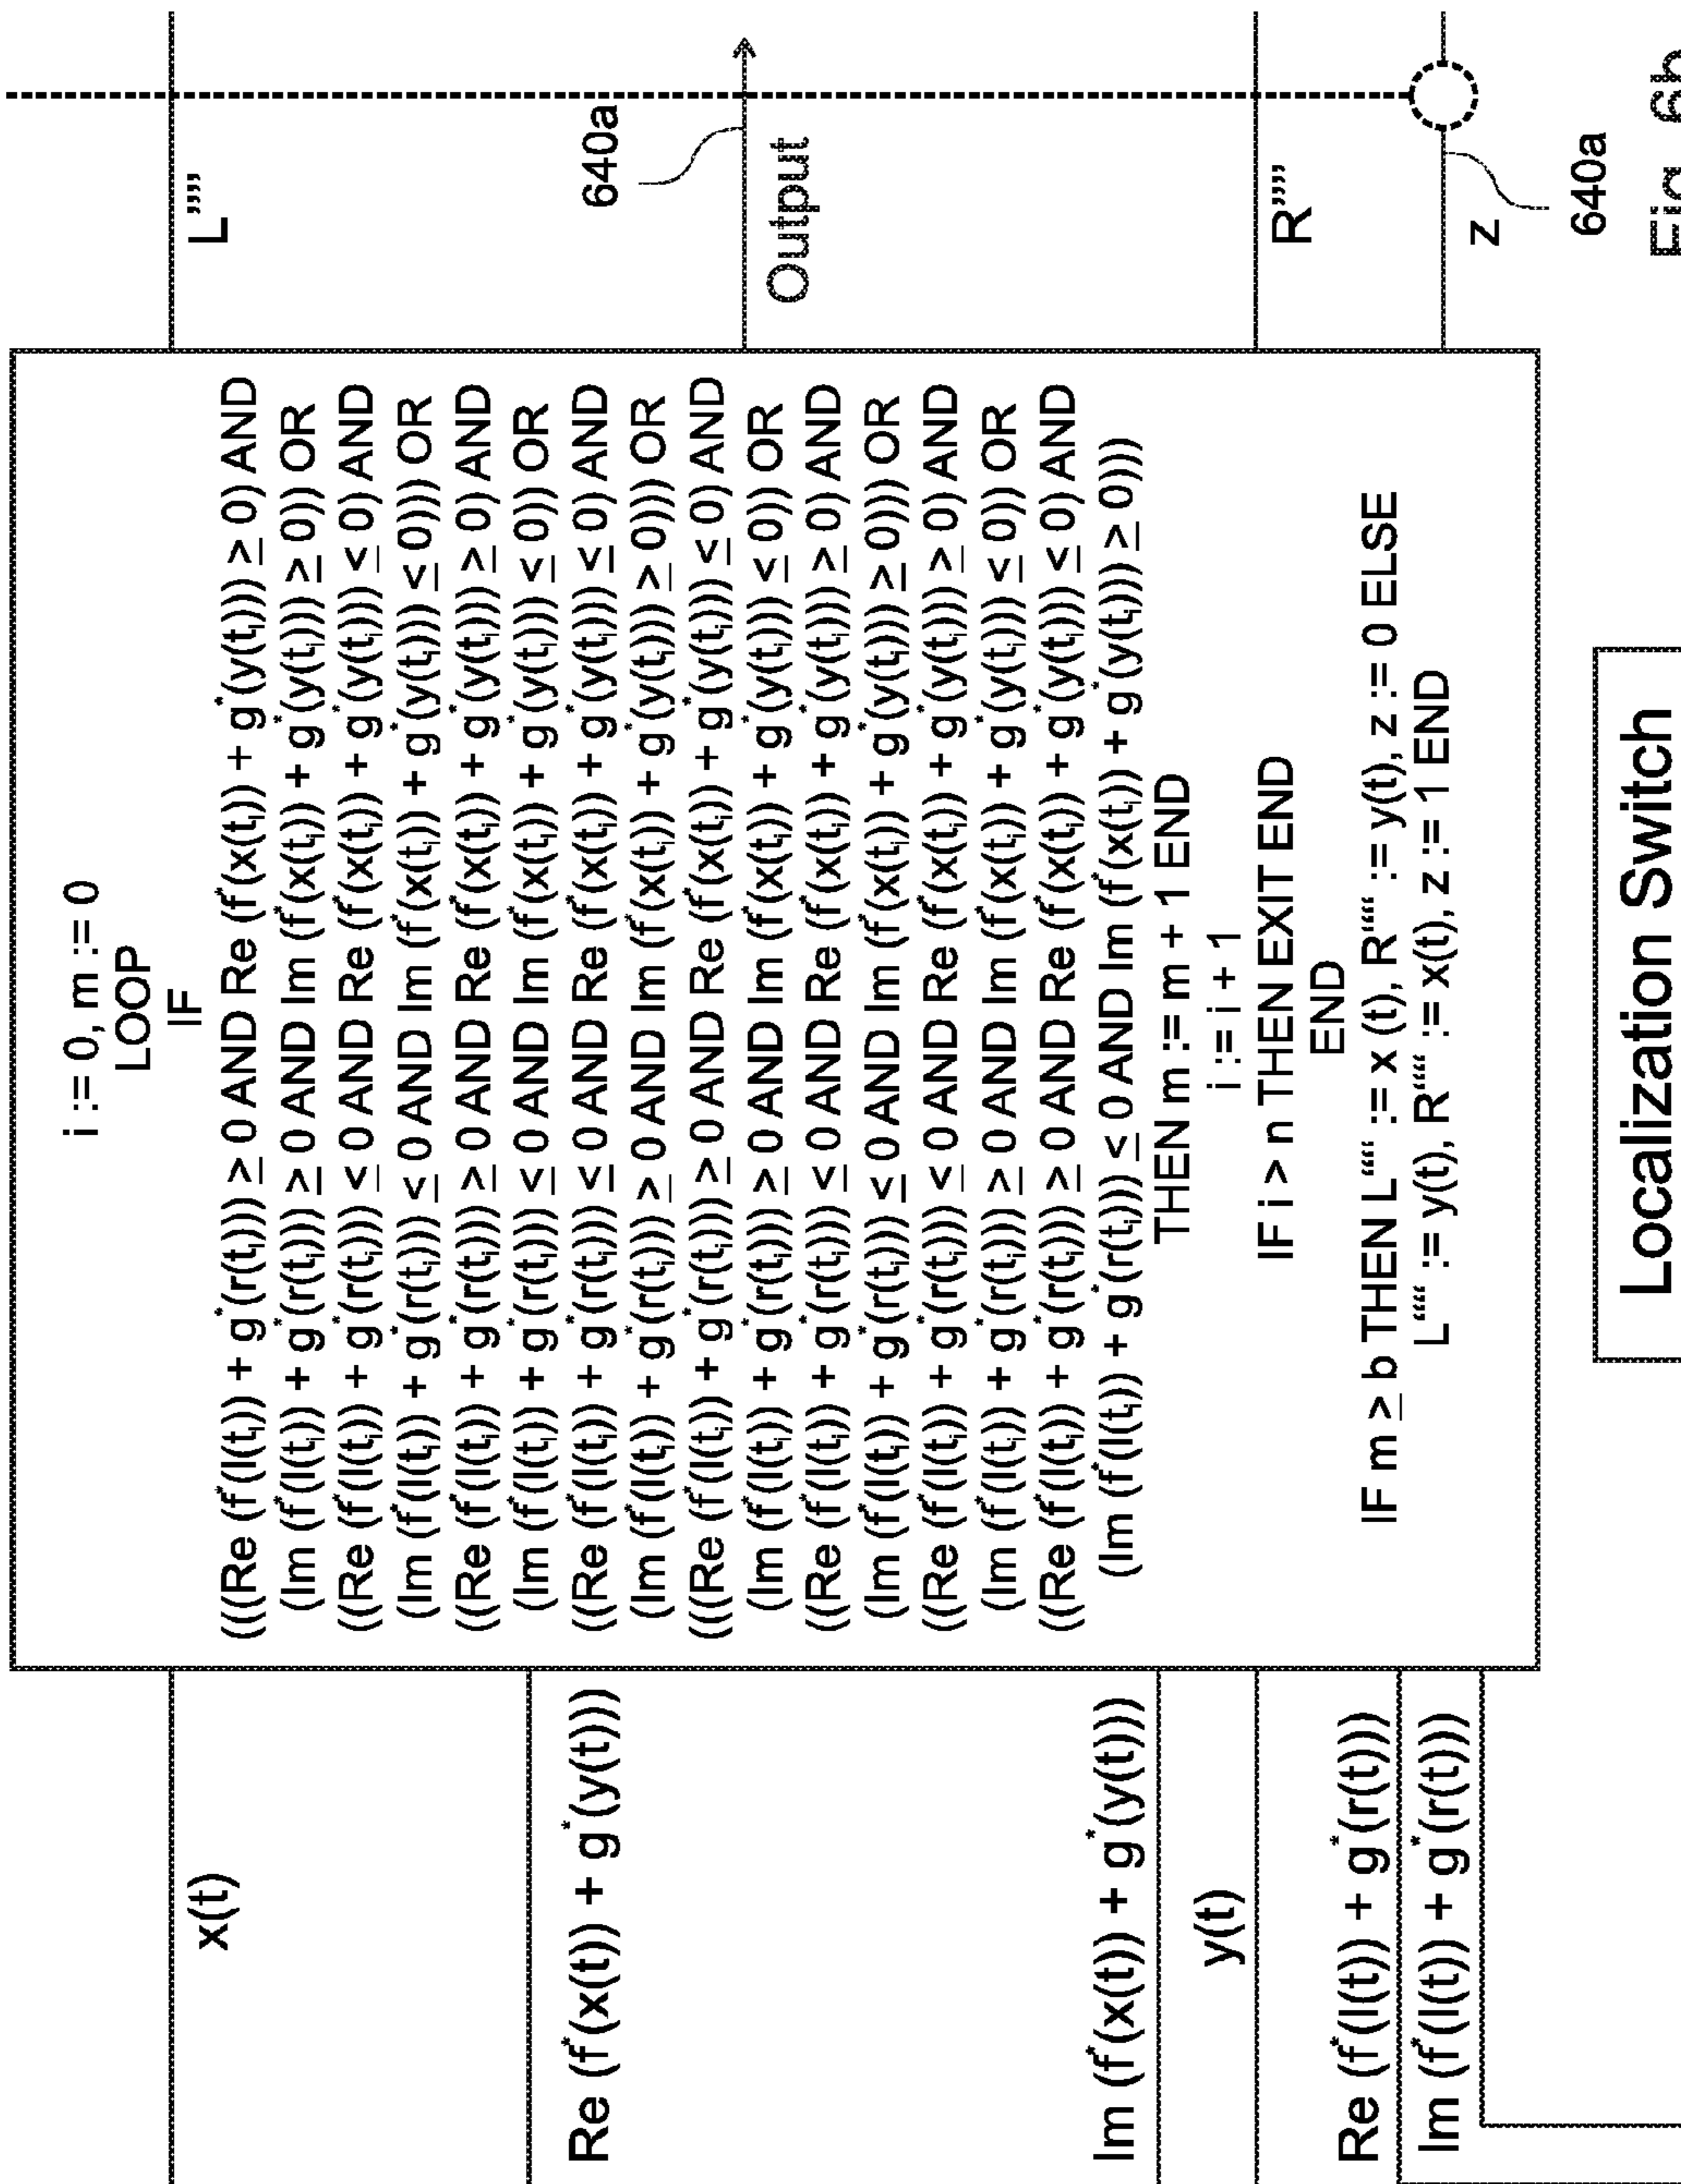 x(t)
Re (f*(x(t)) + g*(y(t)))
Im (f*(x(t)) + g*(y(t)))
y(t)
Re (f*(l(t)) + g*(r(t)))
Im (f*(l(t)) + g*(r(t)))
i := 0, m := 0
LOOP
IF
(((Re (f*(l(tᵢ)) + g*(r(tᵢ))) ≥ 0 AND Re (f*(x(tᵢ)) + g*(y(tᵢ))) ≥ 0) AND
(Im (f*(l(tᵢ)) + g*(r(tᵢ))) ≥ 0 AND Im (f*(x(tᵢ)) + g*(y(tᵢ))) ≥ 0)) OR
((Re (f*(l(tᵢ)) + g*(r(tᵢ))) ≤ 0 AND Re (f*(x(tᵢ)) + g*(y(tᵢ))) ≤ 0) AND
(Im (f*(l(tᵢ)) + g*(r(tᵢ))) ≤ 0 AND Im (f*(x(tᵢ)) + g*(y(tᵢ))) ≤ 0))) OR
((Re (f*(l(tᵢ)) + g*(r(tᵢ))) ≥ 0 AND Re (f*(x(tᵢ)) + g*(y(tᵢ))) ≥ 0) AND
(Im (f*(l(tᵢ)) + g*(r(tᵢ))) ≤ 0 AND Im (f*(x(tᵢ)) + g*(y(tᵢ))) ≤ 0)) OR
((Re (f*(l(tᵢ)) + g*(r(tᵢ))) ≤ 0 AND Re (f*(x(tᵢ)) + g*(y(tᵢ))) ≤ 0) AND
(Im (f*(l(tᵢ)) + g*(r(tᵢ))) ≥ 0 AND Im (f*(x(tᵢ)) + g*(y(tᵢ))) ≥ 0))) OR
(((Re (f*(l(tᵢ)) + g*(r(tᵢ))) ≥ 0 AND Re (f*(x(tᵢ)) + g*(y(tᵢ))) ≤ 0) AND
(Im (f*(l(tᵢ)) + g*(r(tᵢ))) ≥ 0 AND Im (f*(x(tᵢ)) + g*(y(tᵢ))) ≤ 0)) OR
((Re (f*(l(tᵢ)) + g*(r(tᵢ))) ≤ 0 AND Re (f*(x(tᵢ)) + g*(y(tᵢ))) ≥ 0) AND
(Im (f*(l(tᵢ)) + g*(r(tᵢ))) ≤ 0 AND Im (f*(x(tᵢ)) + g*(y(tᵢ))) ≥ 0))) OR
((Re (f*(l(tᵢ)) + g*(r(tᵢ))) ≤ 0 AND Re (f*(x(tᵢ)) + g*(y(tᵢ))) ≥ 0) AND
(Im (f*(l(tᵢ)) + g*(r(tᵢ))) ≥ 0 AND Im (f*(x(tᵢ)) + g*(y(tᵢ))) ≤ 0)) OR
((Re (f*(l(tᵢ)) + g*(r(tᵢ))) ≥ 0 AND Re (f*(x(tᵢ)) + g*(y(tᵢ))) ≤ 0) AND
(Im (f*(l(tᵢ)) + g*(r(tᵢ))) ≤ 0 AND Im (f*(x(tᵢ)) + g*(y(tᵢ))) ≥ 0)))
THEN m := m + 1 END
i := i + 1
IF i > n THEN EXIT END
END
IF m ≥ b THEN L““ := x (t), R““ := y(t), z := 0 ELSE
L““ := y(t), R““ := x(t), z := 1 END
L””
640a
Output
R””
z
640a
Localization Switch
Fig. 6b